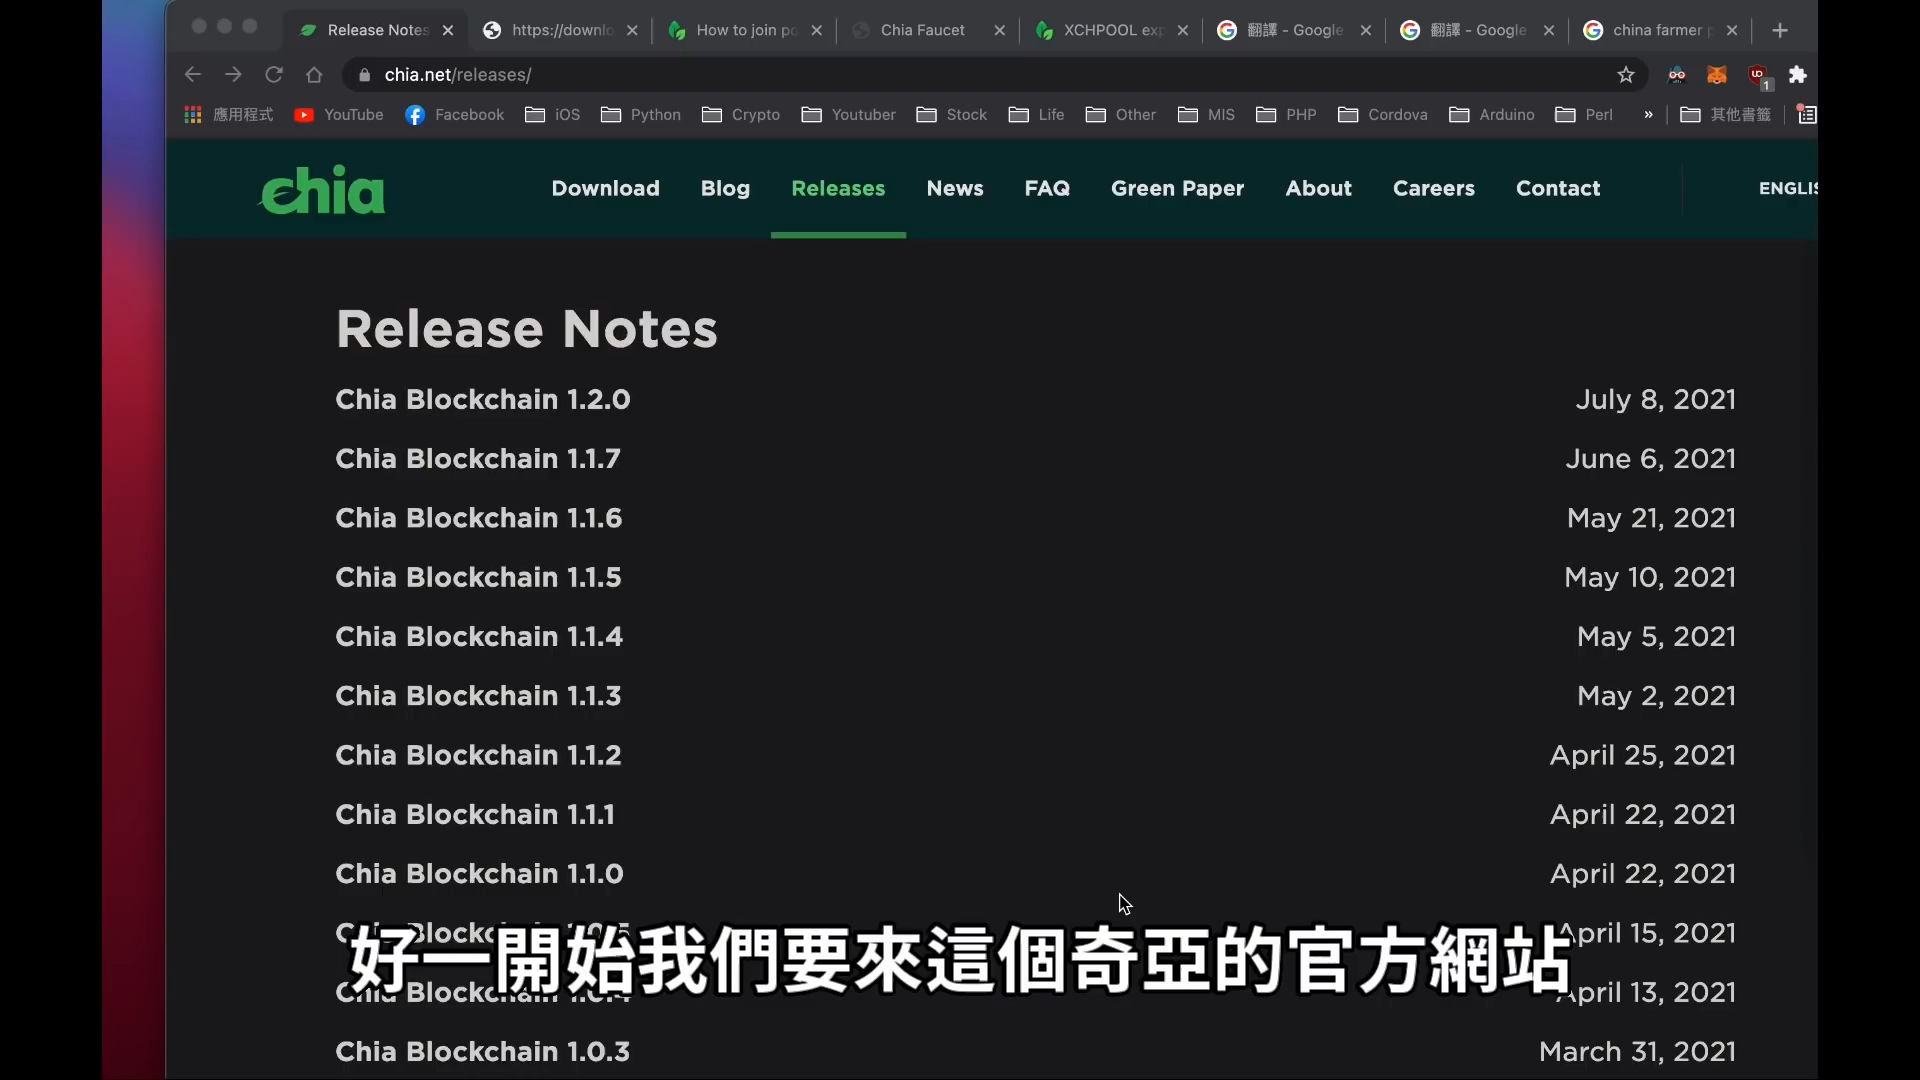 Release Notes
https://downlo
How to join po
Chia Faucet
XCHPOOL exp
翻譯 - Google
翻譯 - Google
china farmer p
chia.net/releases/
1
應用程式
YouTube
Facebook
iOS
Python
Crypto
Youtuber
Stock
Life
Other
MIS
PHP
Cordova
Arduino
Perl
»
其他書籤
chia
Download
Blog
Releases
News
FAQ
Green Paper
About
Careers
Contact
ENGLIS
Release Notes
Chia Blockchain 1.2.0 July 8, 2021
Chia Blockchain 1.1.7 June 6, 2021
Chia Blockchain 1.1.6 May 21, 2021
Chia Blockchain 1.1.5 May 10, 2021
Chia Blockchain 1.1.4 May 5, 2021
Chia Blockchain 1.1.3 May 2, 2021
Chia Blockchain 1.1.2 April 25, 2021
Chia Blockchain 1.1.1 April 22, 2021
Chia Blockchain 1.1.0 April 22, 2021
April 15, 2021
好一開始我們要來這個奇亞的官方網站
April 13, 2021
Chia Blockchain 1.0.3 March 31, 2021